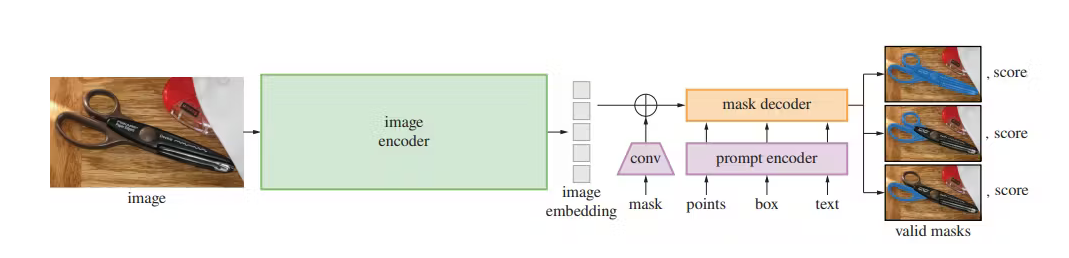 image
encoder
mask decoder
conv
prompt encoder
image
image
embedding
mask
points
box
text
, score
, score
, score
valid masks